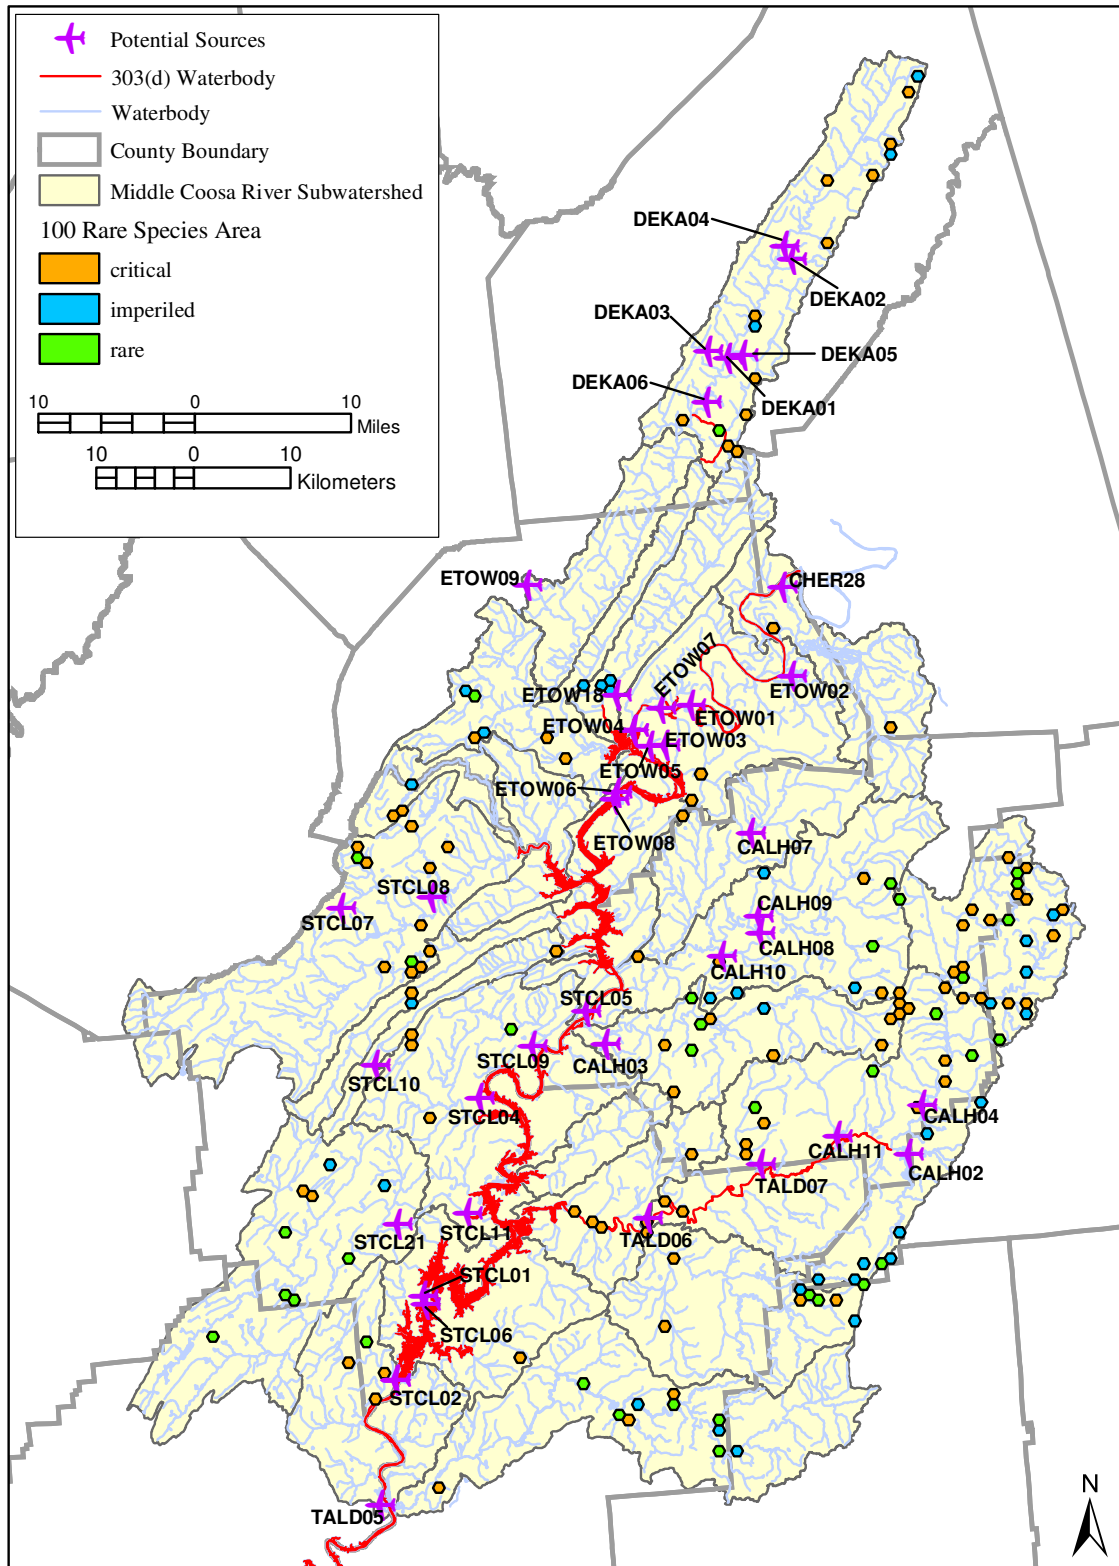 Potential Sources
303(d) Waterbody
Waterbody
County Boundary
Middle Coosa River Subwatershed
100 Rare Species Area
critical
imperiled
rare
10 0 10
Miles
10 0 10
Kilometers
DEKA04
DEKA02
DEKA03
DEKA05
DEKA06
DEKA01
ETOW09
CHER28
ETOW07
ETOW02
ETOW18
ETOW01
ETOW04
ETOW03
ETOW05
ETOW06
ETOW08
CALH07
STCL08
STCL07
CALH09
CALH08
CALH10
STCL05
STCL09
CALH03
STCL10
STCL04
CALH04
CALH11
CALH02
TALD07
STCL11
STCL21
TALD06
STCL01
STCL06
STCL02
TALD05
N